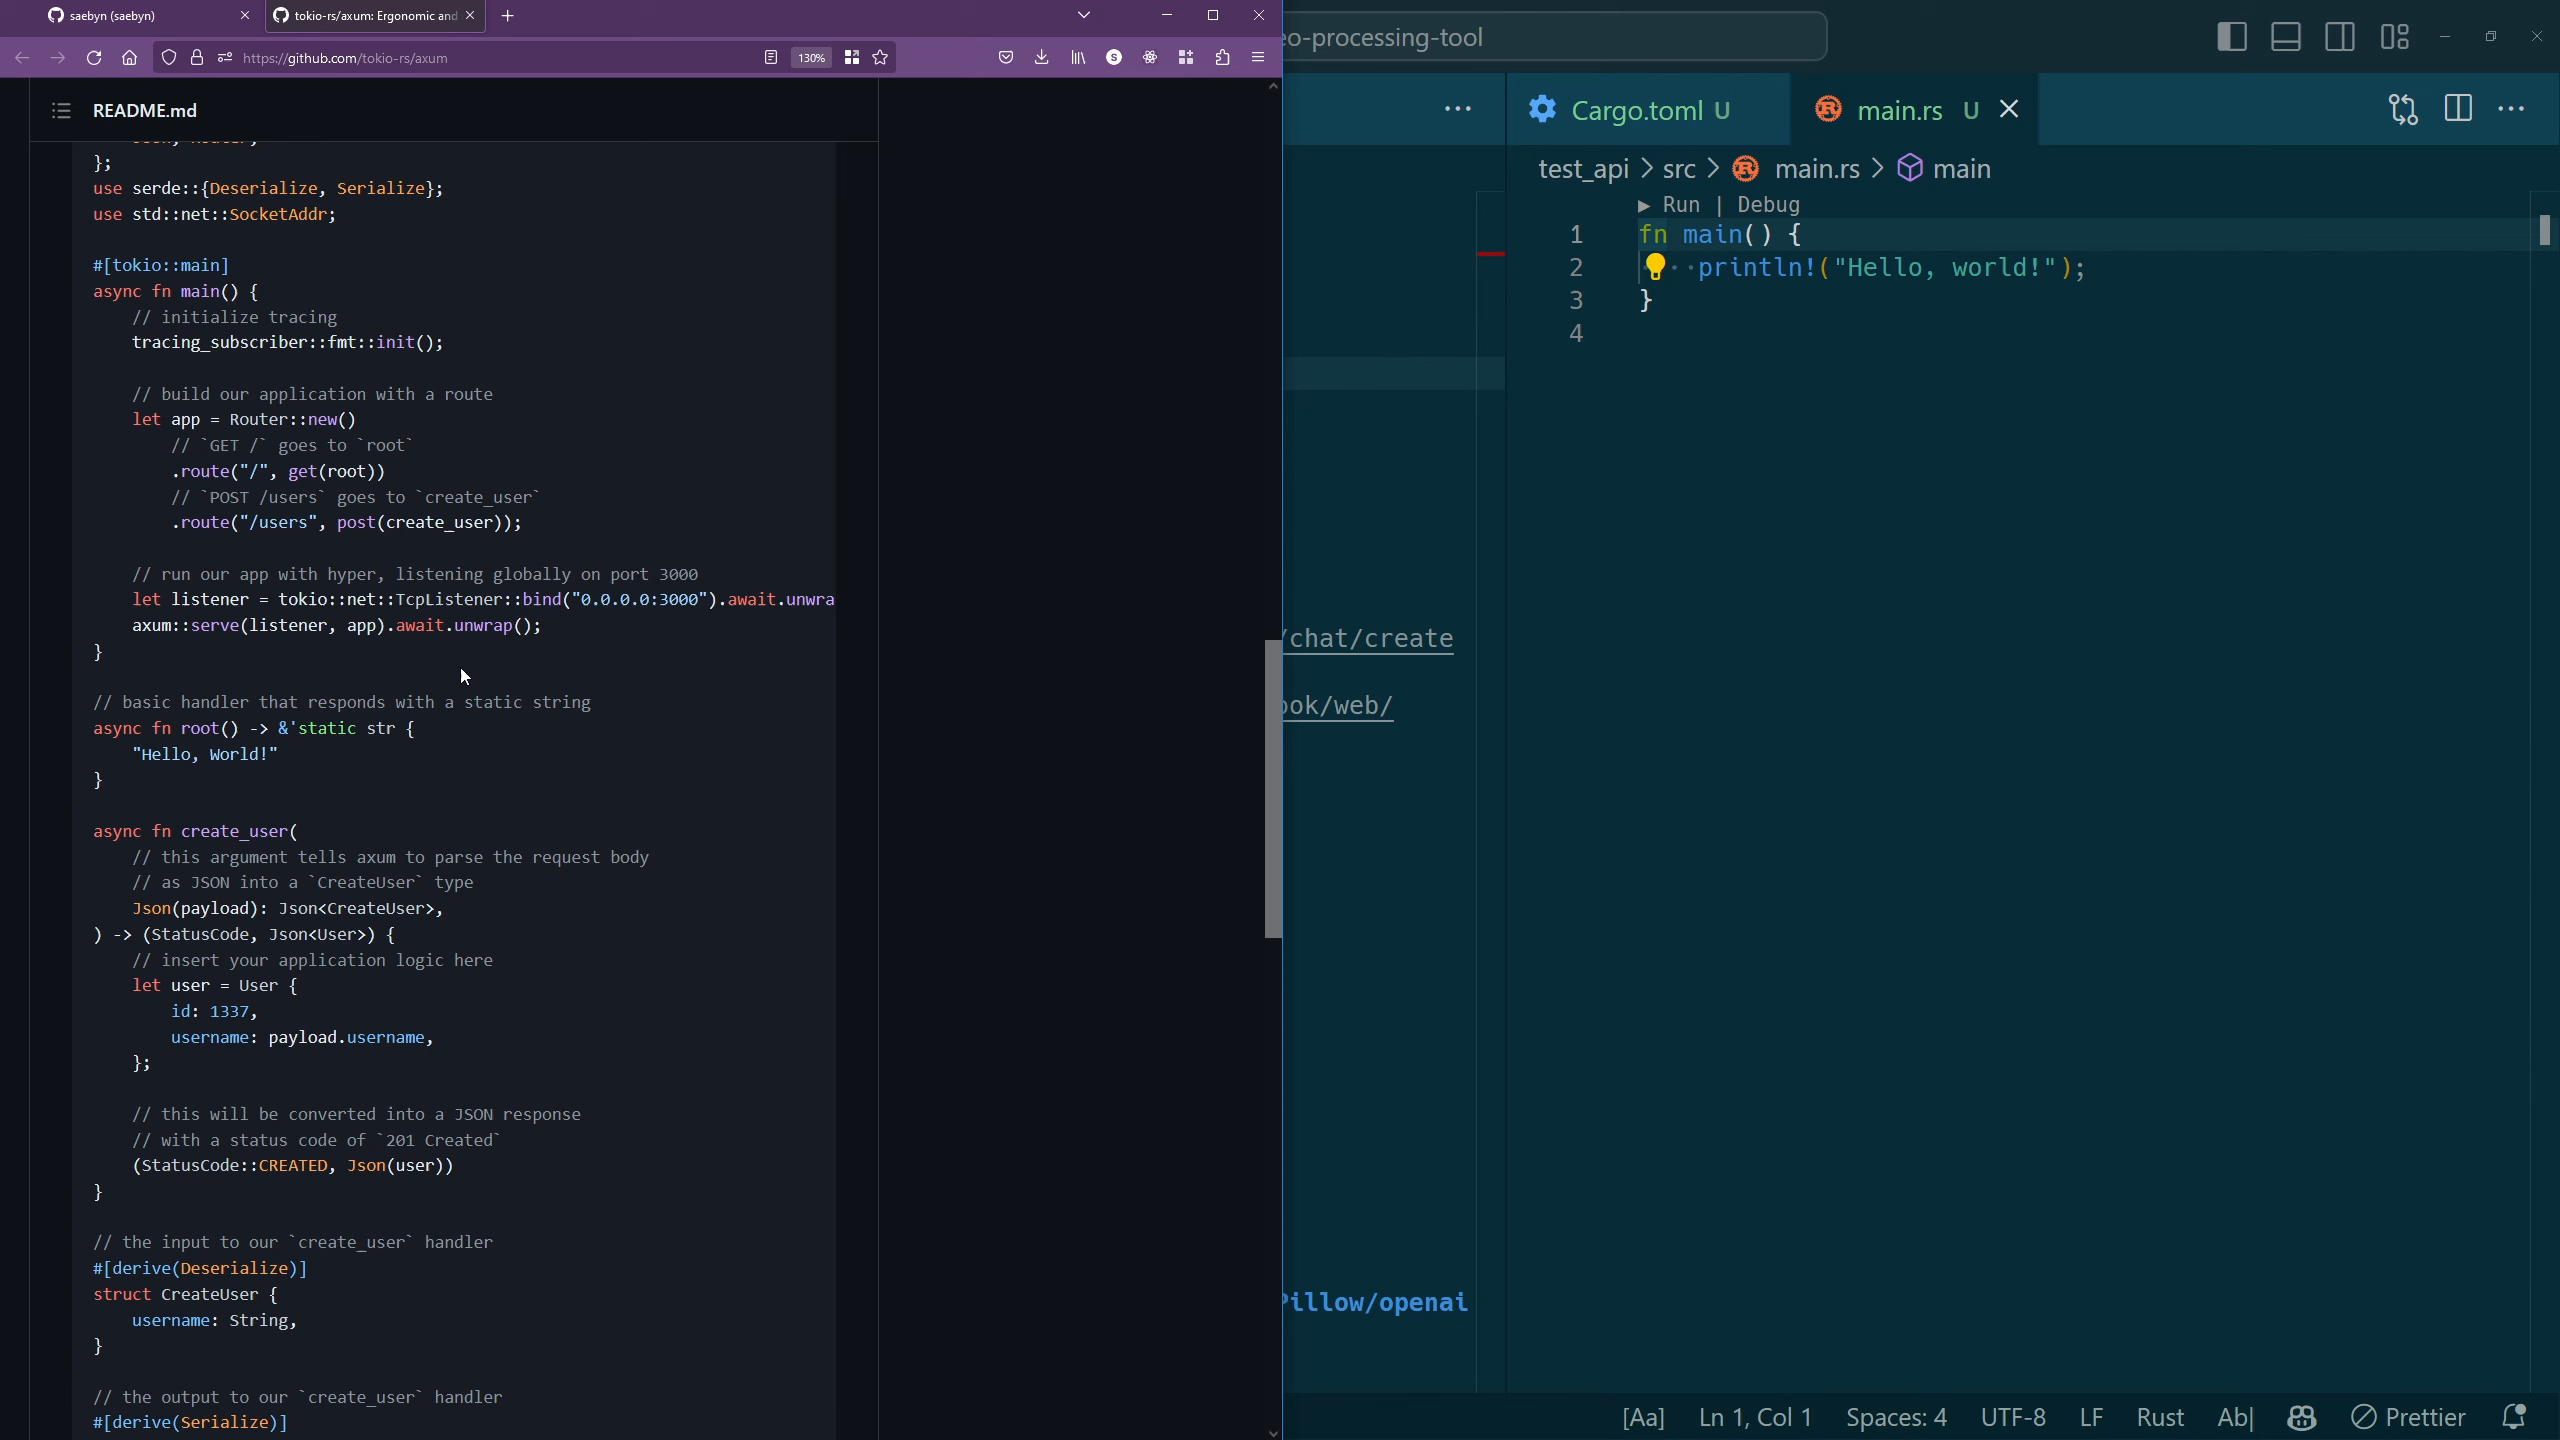 saebyn (saebyn)
tokio-rs/axum: Ergonomic and
https://github.com/tokio-rs/axum
130%
S
README.md
};
use serde::{Deserialize, Serialize};
use std::net::SocketAddr;
#[tokio::main]
async fn main() {
// initialize tracing
tracing_subscriber::fmt::init();
// build our application with a route
let app = Router::new()
// `GET /` goes to `root`
.route("/", get(root))
// `POST /users` goes to `create_user`
.route("/users", post(create_user));
// run our app with hyper, listening globally on port 3000
let listener = tokio::net::TcpListener::bind("0.0.0.0:3000").await.unwra
axum::serve(listener, app).await.unwrap();
}
// basic handler that responds with a static string
async fn root() -> &'static str {
"Hello, World!"
}
async fn create_user(
// this argument tells axum to parse the request body
// as JSON into a `CreateUser` type
Json(payload): Json<CreateUser>,
) -> (StatusCode, Json<User>) {
// insert your application logic here
let user = User {
id: 1337,
username: payload.username,
};
// this will be converted into a JSON response
// with a status code of `201 Created`
(StatusCode::CREATED, Json(user))
}
// the input to our `create_user` handler
#[derive(Deserialize)]
struct CreateUser {
username: String,
}
// the output to our `create_user` handler
#[derive(Serialize)]
eo-processing-tool
/chat/create
ook/web/
Pillow/openai
Cargo.toml U
main.rs U
test_api > src > main.rs > main
Run | Debug
1 fn main() {
2 ····println!("Hello, world!");
3 }
4
[Aa] Ln 1, Col 1 Spaces: 4 UTF-8 LF Rust Ab| Prettier